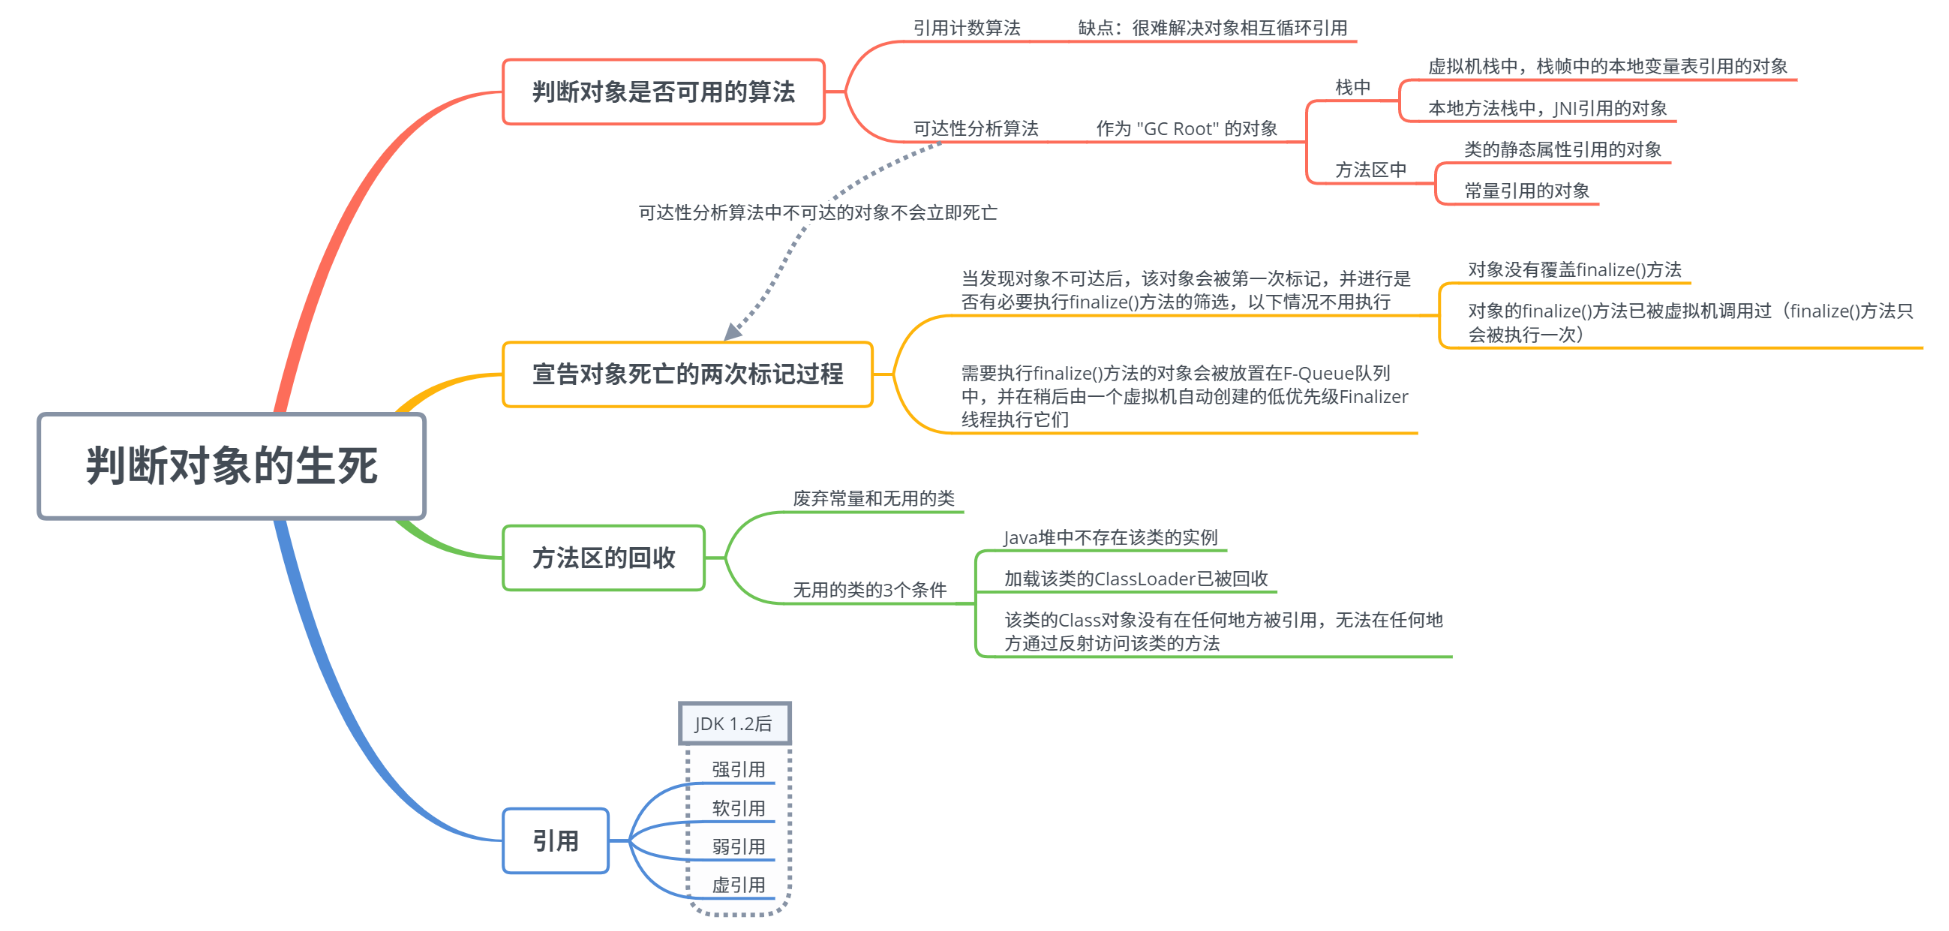 判断对象的生死
判断对象是否可用的算法
引用计数算法
缺点：很难解决对象相互循环引用
可达性分析算法
作为 "GC Root" 的对象
栈中
虚拟机栈中，栈帧中的本地变量表引用的对象
本地方法栈中，JNI引用的对象
方法区中
类的静态属性引用的对象
常量引用的对象
可达性分析算法中不可达的对象不会立即死亡
宣告对象死亡的两次标记过程
当发现对象不可达后，该对象会被第一次标记，并进行是
否有必要执行finalize()方法的筛选，以下情况不用执行
对象没有覆盖finalize()方法
对象的finalize()方法已被虚拟机调用过（finalize()方法只
会被执行一次）
需要执行finalize()方法的对象会被放置在F-Queue队列
中，并在稍后由一个虚拟机自动创建的低优先级Finalizer
线程执行它们
方法区的回收
废弃常量和无用的类
无用的类的3个条件
Java堆中不存在该类的实例
加载该类的ClassLoader已被回收
该类的Class对象没有在任何地方被引用，无法在任何地
方通过反射访问该类的方法
引用
JDK 1.2后
强引用
软引用
弱引用
虚引用